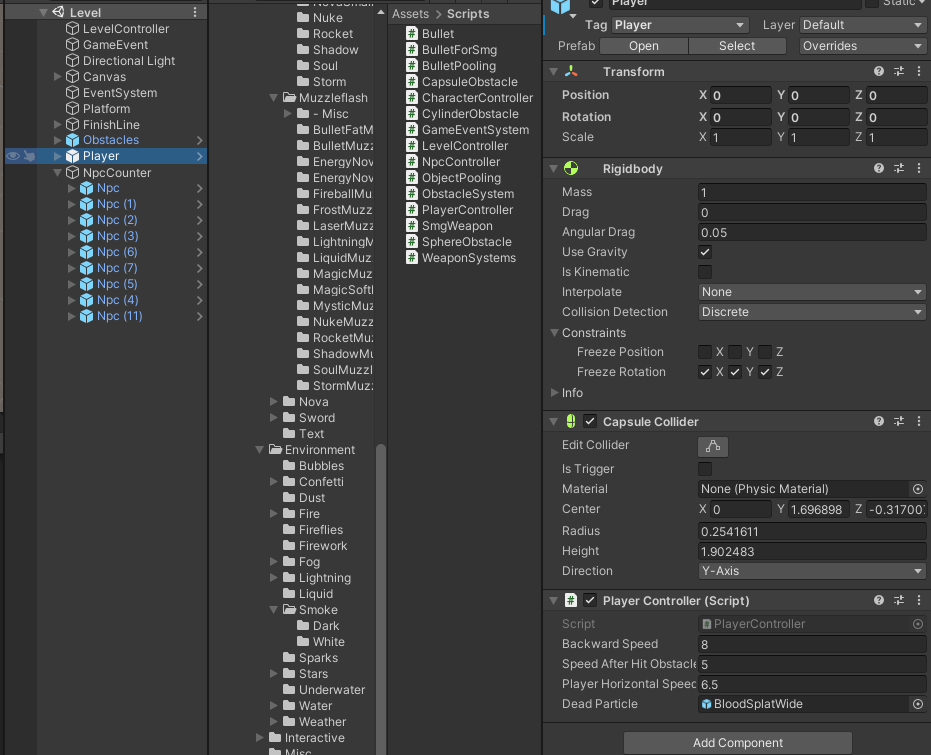 Level
LevelController
GameEvent
Directional Light
Canvas
EventSystem
Platform
FinishLine
Obstacles
Player
NpcCounter
Npc
Npc (1)
Npc (2)
Npc (3)
Npc (6)
Npc (7)
Npc (5)
Npc (4)
Npc (11)
Nuke
Rocket
Shadow
Soul
Storm
Muzzleflash
- Misc
BulletFatM
BulletMuz
EnergyNov
EnergyNov
FireballMu
FrostMuzz
LaserMuzz
LightningM
LiquidMuz
MagicMuz
MagicSoft
MysticMuz
NukeMuzz
RocketMu
ShadowMu
SoulMuzzl
StormMuz
Nova
Sword
Text
Environment
Bubbles
Confetti
Dust
Fire
Fireflies
Firework
Fog
Lightning
Liquid
Smoke
Dark
White
Sparks
Stars
Underwater
Water
Weather
Interactive
Misc
Assets > Scripts
Bullet
BulletForSmg
BulletPooling
CapsuleObstacle
CharacterController
CylinderObstacle
GameEventSystem
LevelController
NpcController
ObjectPooling
ObstacleSystem
PlayerController
SmgWeapon
SphereObstacle
WeaponSystems
Player Static
Tag Player Layer Default
Prefab Open Select Overrides
Transform
Position X 0 Y 0 Z 0
Rotation X 0 Y 0 Z 0
Scale X 1 Y 1 Z 1
Rigidbody
Mass 1
Drag 0
Angular Drag 0.05
Use Gravity
Is Kinematic
Interpolate None
Collision Detection Discrete
Constraints
Freeze Position X Y Z
Freeze Rotation X Y Z
Info
Capsule Collider
Edit Collider
Is Trigger
Material None (Physic Material)
Center X 0 Y 1.696898 Z -0.317007
Radius 0.2541611
Height 1.902483
Direction Y-Axis
# Player Controller (Script)
Script PlayerController
Backward Speed 8
Speed After Hit Obstacle 5
Player Horizontal Speed 6.5
Dead Particle BloodSplatWide
Add Component